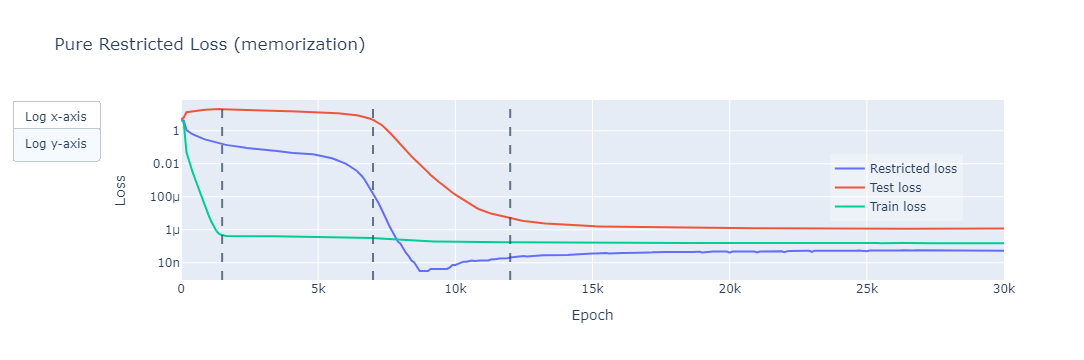 Pure Restricted Loss (memorization)
Log x-axis
Log y-axis
Loss
1
0.01
100μ
1μ
10n
Restricted loss
Test loss
Train loss
0 5k 10k 15k 20k 25k 30k
Epoch